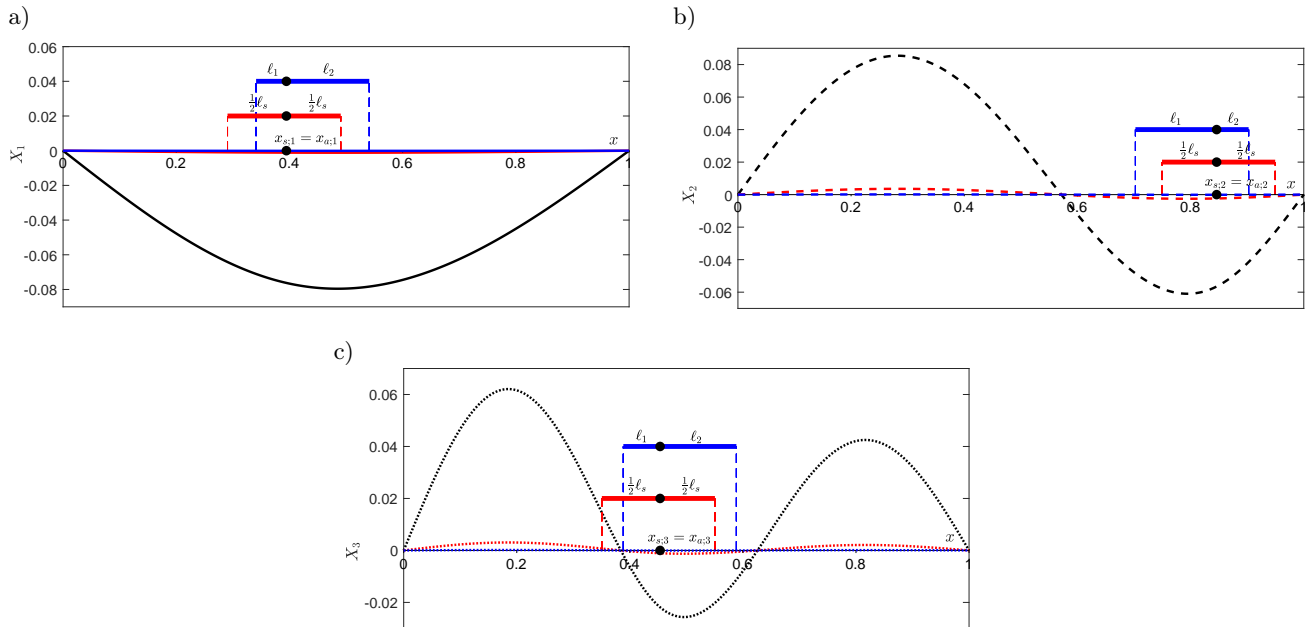 a)
0.06
0.04
0.02
0
-0.02
-0.04
-0.06
-0.08
X₁
ℓ₁ ℓ₂
½ℓₛ ½ℓₛ
xₛ;₁ = xₐ;₁
x
0 0.2 0.4 0.6 0.8 1
b)
0.08
0.06
0.04
0.02
0
-0.02
-0.04
-0.06
X₂
ℓ₁ ℓ₂
½ℓₛ ½ℓₛ
xₛ;₂ = xₐ;₂
x
0 0.2 0.4 0.6 0.8 1
c)
0.06
0.04
0.02
0
-0.02
X₃
ℓ₁ ℓ₂
½ℓₛ ½ℓₛ
xₛ;₃ = xₐ;₃
x
0 0.2 0.4 0.6 0.8 1